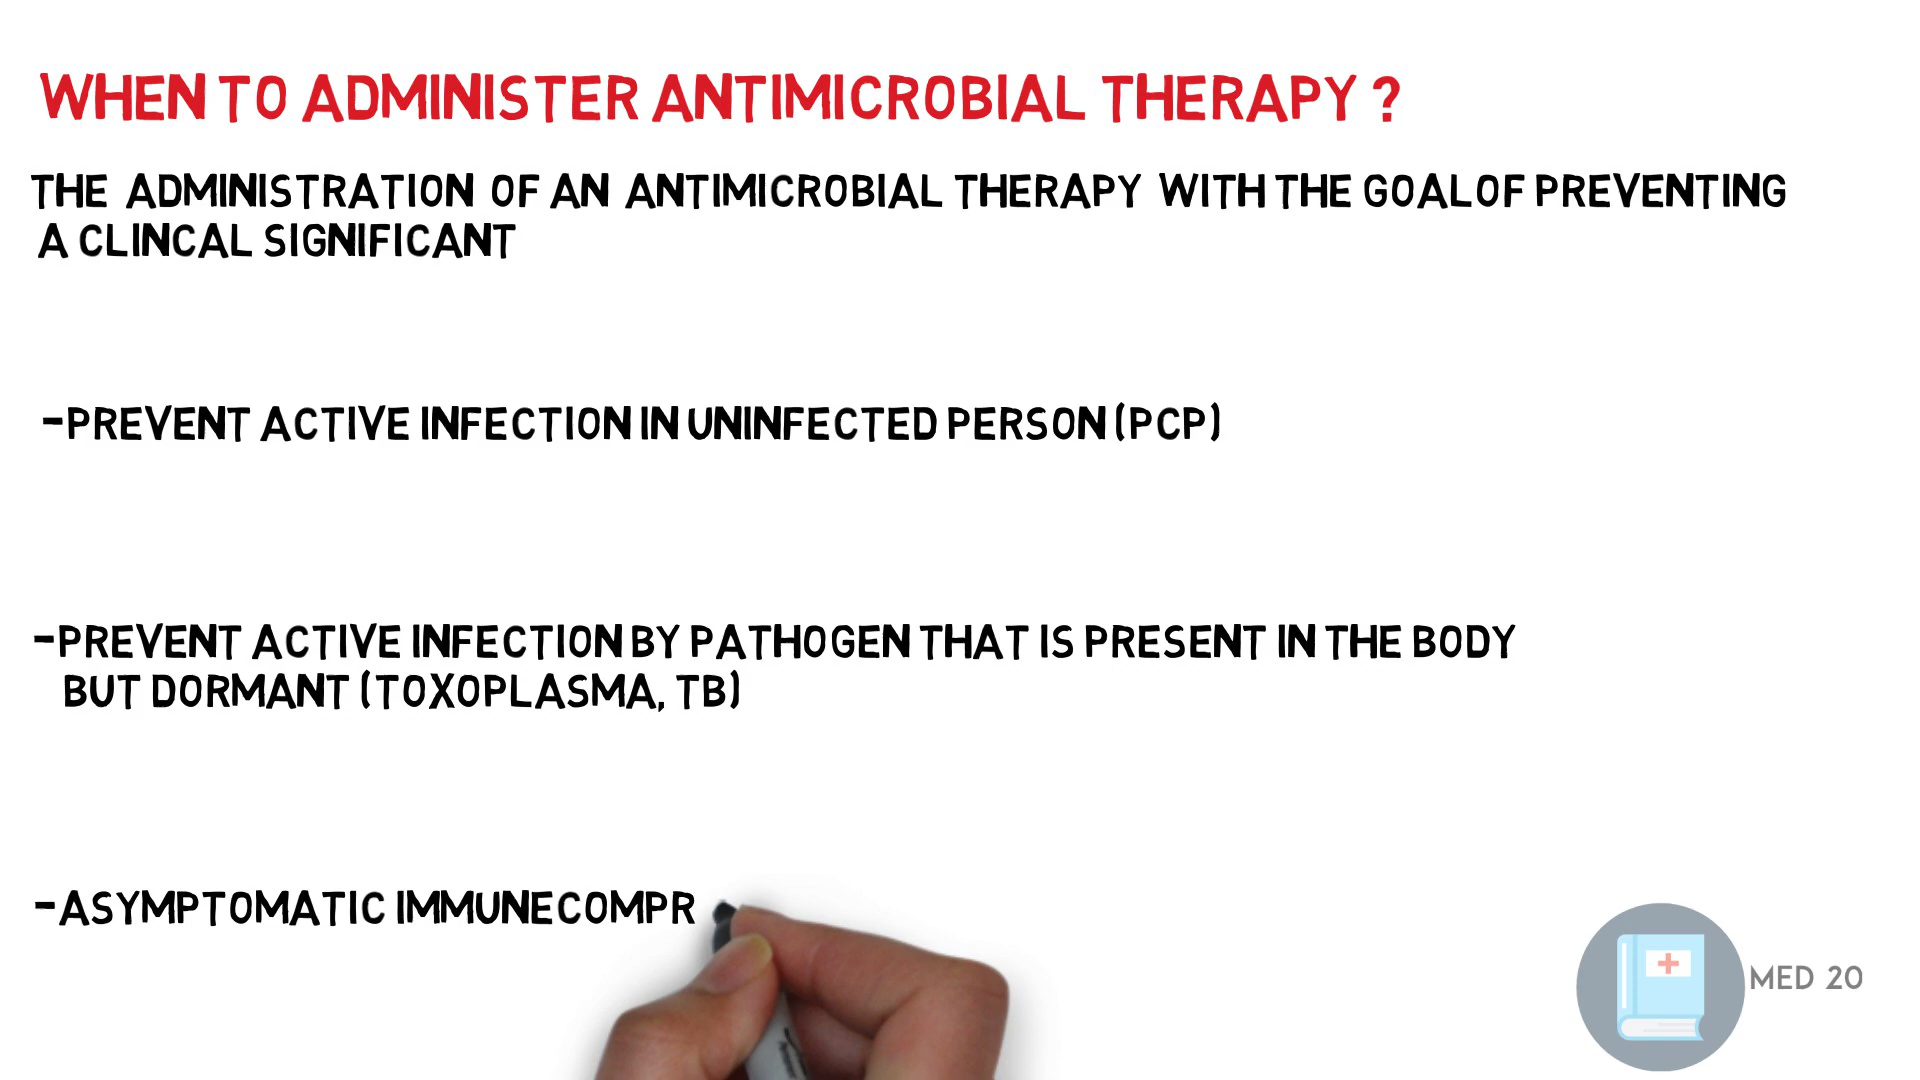 WHEN TO ADMINISTER ANTIMICROBIAL THERAPY ?
THE ADMINISTRATION OF AN ANTIMICROBIAL THERAPY WITH THE GOALOF PREVENTING
A CLINCAL SIGNIFICANT
-PREVENT ACTIVE INFECTION IN UNINFECTED PERSON (PCP)
-PREVENT ACTIVE INFECTION BY PATHOGEN THAT IS PRESENT IN THE BODY
BUT DORMANT (TOXOPLASMA, TB)
-ASYMPTOMATIC IMMUNECOMPR
MED 20